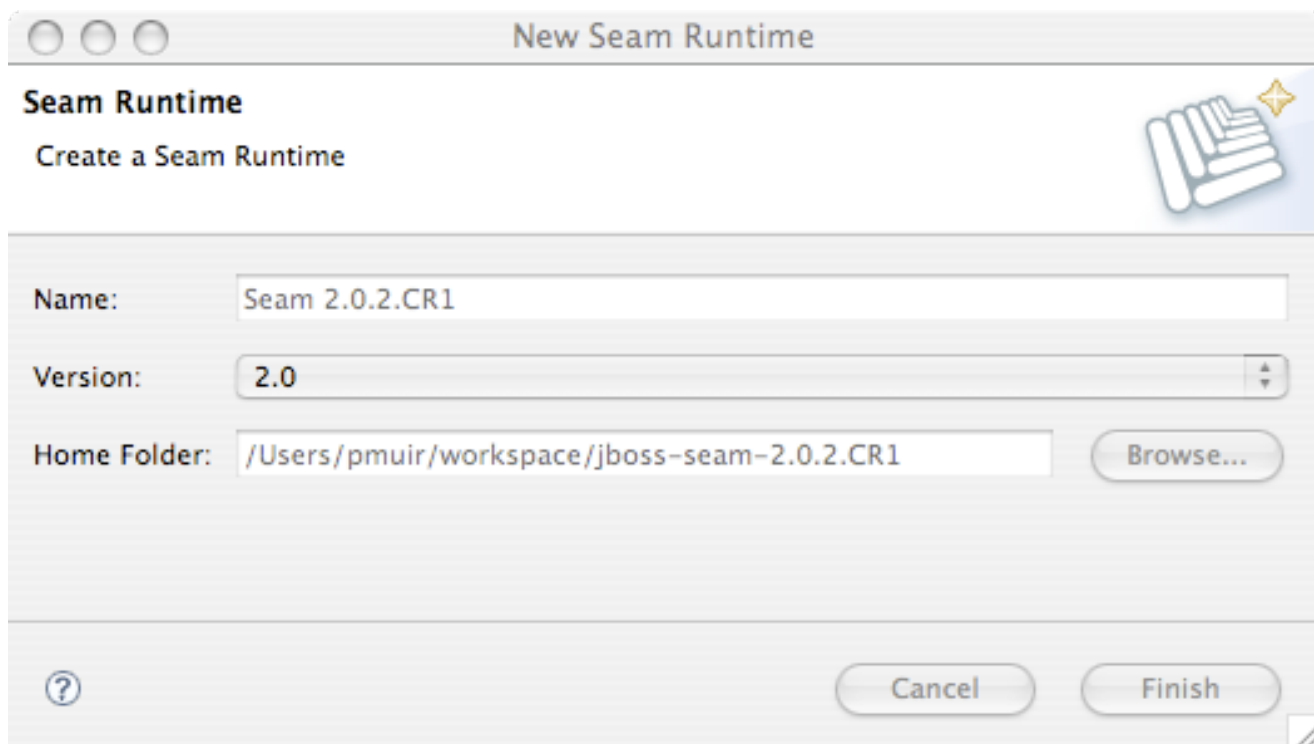 New Seam Runtime
Seam Runtime
Create a Seam Runtime
Name: Seam 2.0.2.CR1
Version: 2.0
Home Folder: /Users/pmuir/workspace/jboss-seam-2.0.2.CR1 Browse...
? Cancel Finish